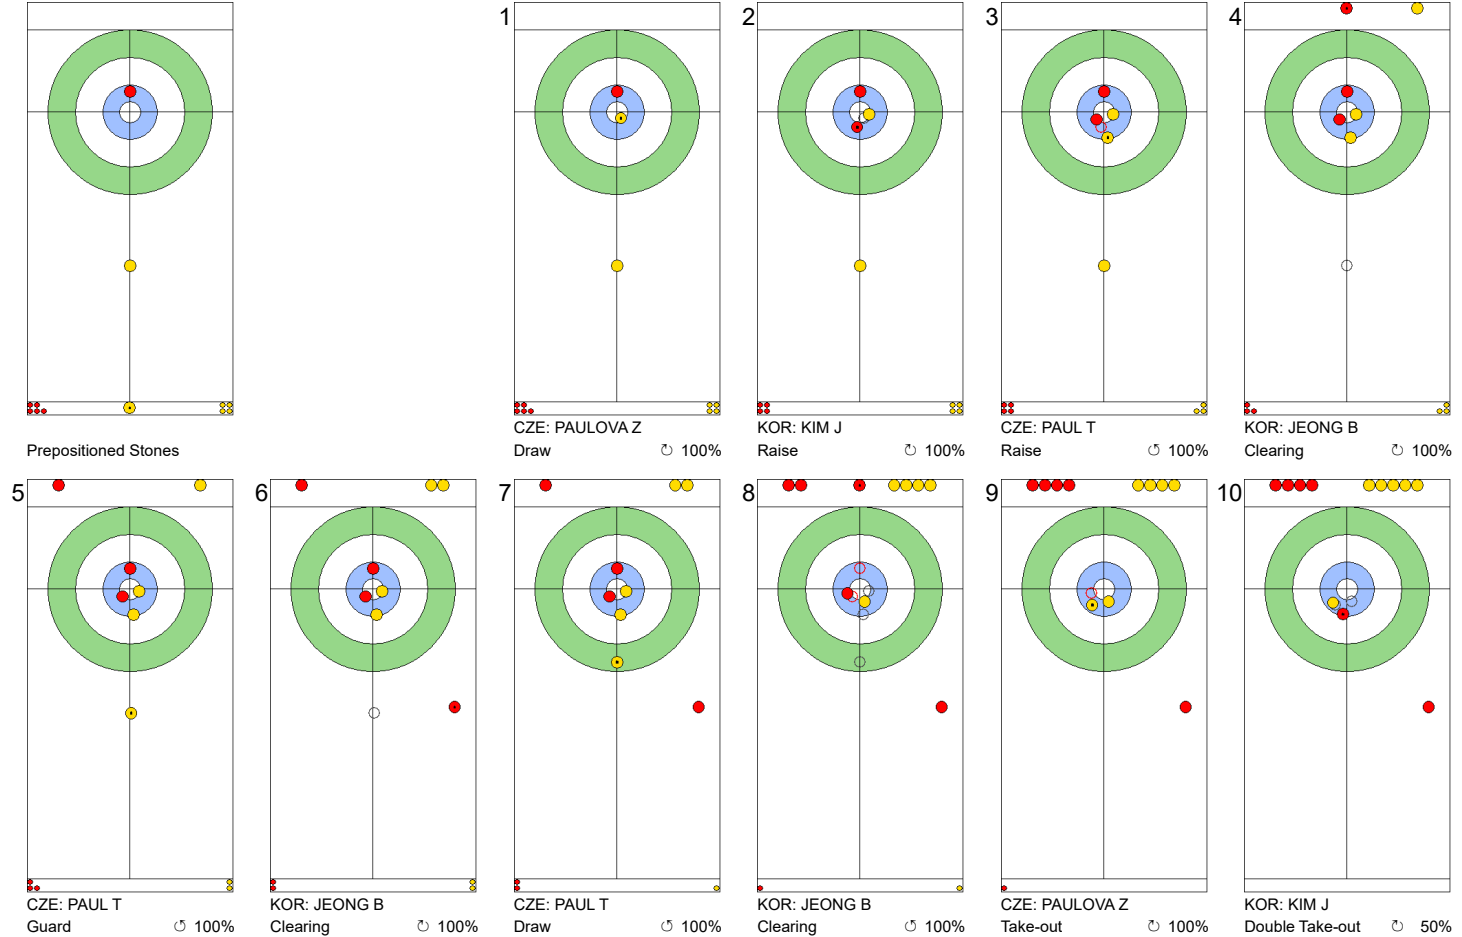 1
2
3
4
Prepositioned Stones
CZE: PAULOVA Z
Draw ↻ 100%
KOR: KIM J
Raise ↻ 100%
CZE: PAUL T
Raise ↺ 100%
KOR: JEONG B
Clearing ↻ 100%
5
6
7
8
9
10
CZE: PAUL T
Guard ↺ 100%
KOR: JEONG B
Clearing ↺ 100%
CZE: PAUL T
Draw ↺ 100%
KOR: JEONG B
Clearing ↻ 100%
CZE: PAULOVA Z
Take-out ↻ 100%
KOR: KIM J
Double Take-out ↻ 50%